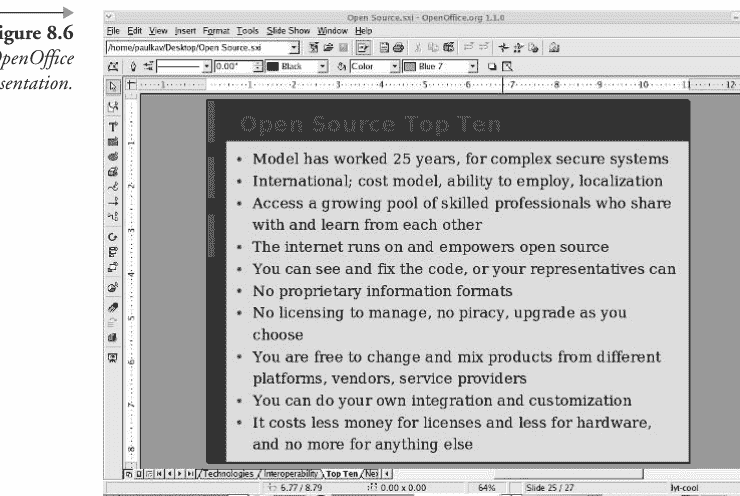 Figure 8.6
OpenOffice
presentation.
Open Source.sxi - OpenOffice.org 1.1.0
File Edit View Insert Format Tools Slide Show Window Help
/home/paulkav/Desktop/Open Source.sxi
0.00" Black Color Blue 7
Open Source Top Ten
• Model has worked 25 years, for complex secure systems
• International; cost model, ability to employ, localization
• Access a growing pool of skilled professionals who share
with and learn from each other
• The internet runs on and empowers open source
• You can see and fix the code, or your representatives can
• No proprietary information formats
• No licensing to manage, no piracy, upgrade as you
choose
• You are free to change and mix products from different
platforms, vendors, service providers
• You can do your own integration and customization
• It costs less money for licenses and less for hardware,
and no more for anything else
Technologies Interoperability Top Ten Nei
6.77 / 8.79 0.00 x 0.00 64% Slide 25 / 27 lyt-cool